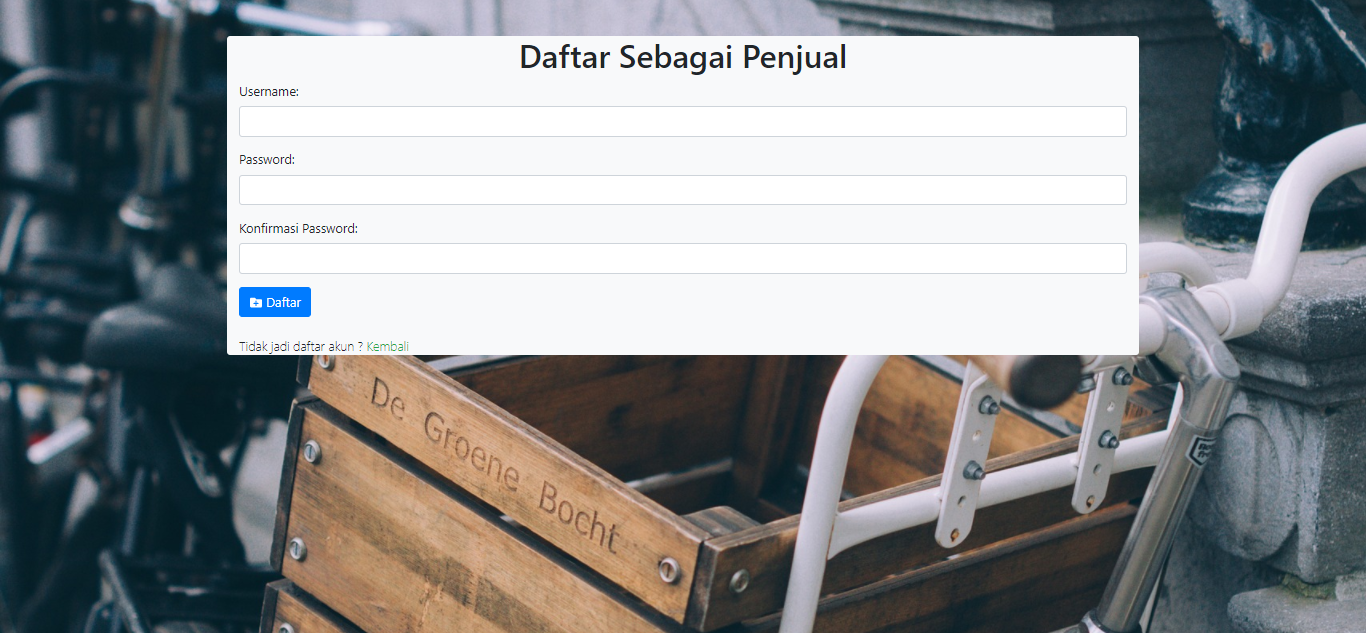 Daftar Sebagai Penjual
Username:
Password:
Konfirmasi Password:
Daftar
Tidak jadi daftar akun ? Kembali
De Groene Bocht